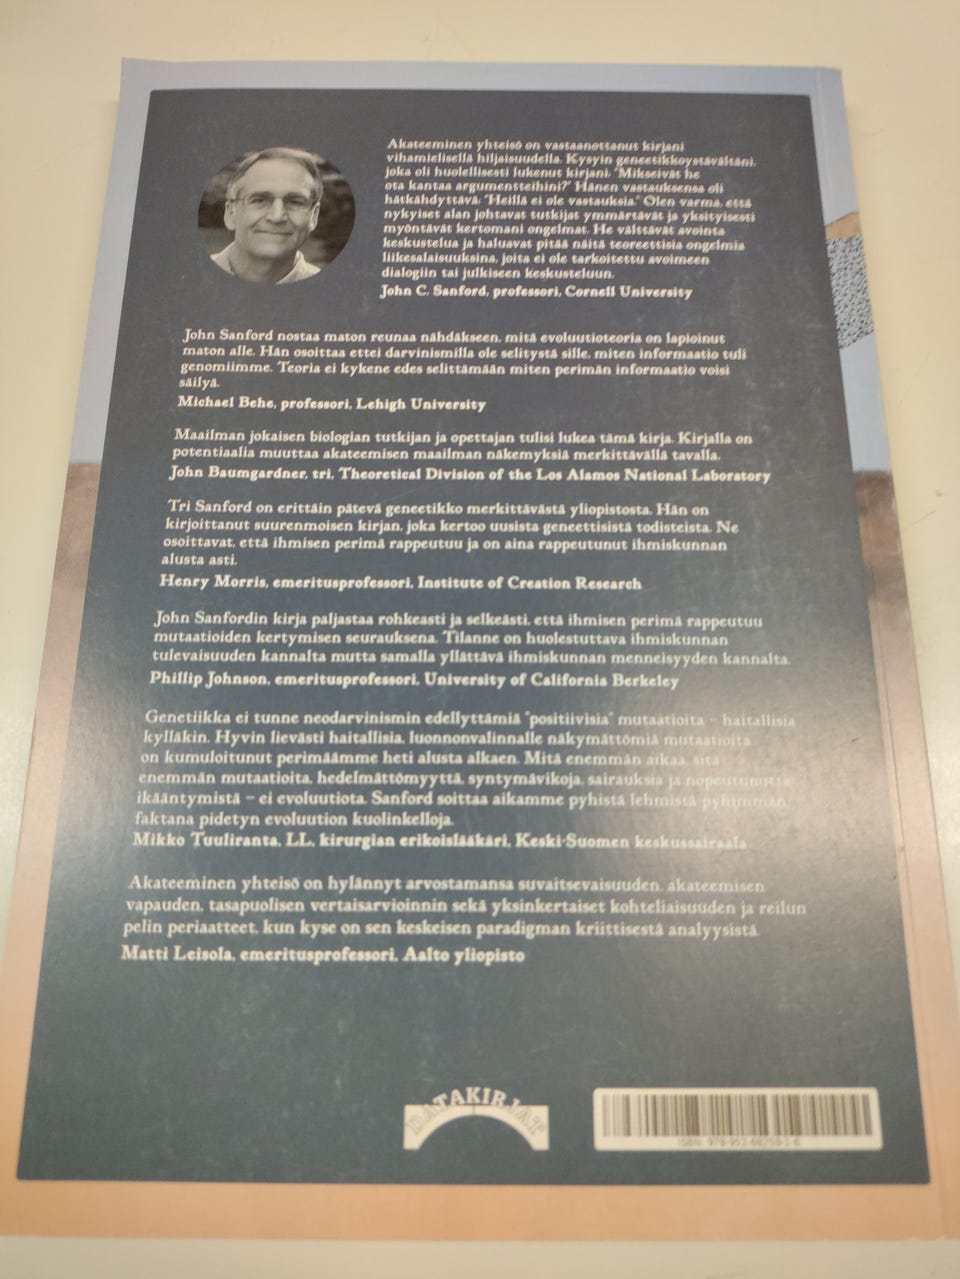 Akateeminen yhteisö on vastaanottanut kirjani
vihamielisellä hiljaisuudella. Kysyin geneetikkoystävältäni,
joka oli huolellisesti lukenut kirjani: "Mikseivät he
ota kantaa argumentteihini?" Hänen vastauksensa oli
hätkähdyttävä: "Heillä ei ole vastauksia." Olen varma, että
nykyiset alan johtavat tutkijat ymmärtävät ja yksityisesti
myöntävät kertomani ongelmat. He välttävät avointa
keskustelua ja haluavat pitää näitä teoreettisia ongelmia
liikesalaisuuksina, joita ei ole tarkoitettu avoimeen
dialogiin tai julkiseen keskusteluun.
John C. Sanford, professori, Cornell University
John Sanford nostaa maton reunaa nähdäkseen, mitä evoluutioteoria on lapioinut
maton alle. Hän osoittaa ettei darvinismilla ole selitystä sille, miten informaatio tuli
genomiimme. Teoria ei kykene edes selittämään miten perimän informaatio voisi
säilyä.
Michael Behe, professori, Lehigh University
Maailman jokaisen biologian tutkijan ja opettajan tulisi lukea tämä kirja. Kirjalla on
potentiaalia muuttaa akateemisen maailman näkemyksiä merkittävällä tavalla.
John Baumgardner, tri, Theoretical Division of the Los Alamos National Laboratory
Tri Sanford on erittäin pätevä geneetikko merkittävästä yliopistosta. Hän on
kirjoittanut suurenmoisen kirjan, joka kertoo uusista geneettisistä todisteista. Ne
osoittavat, että ihmisen perimä rappeutuu ja on aina rappeutunut ihmiskunnan
alusta asti.
Henry Morris, emeritusprofessori, Institute of Creation Research
John Sanfordin kirja paljastaa rohkeasti ja selkeästi, että ihmisen perimä rappeutuu
mutaatioiden kertymisen seurauksena. Tilanne on huolestuttava ihmiskunnan
tulevaisuuden kannalta mutta samalla yllättävä ihmiskunnan menneisyyden kannalta.
Phillip Johnson, emeritusprofessori, University of California Berkeley
Genetiikka ei tunne neodarvinismin edellyttämiä "positiivisia" mutaatioita – haitallisia
kylläkin. Hyvin lievästi haitallisia, luonnonvalinnalle näkymättömiä mutaatioita
on kumuloitunut perimäämme heti alusta alkaen. Mitä enemmän aikaa, sitä
enemmän mutaatioita, hedelmättömyyttä, syntymävikoja, sairauksia ja nopeutunutta
ikääntymistä – ei evoluutiota. Sanford soittaa aikamme pyhistä lehmistä pyhimmän,
faktana pidetyn evoluution kuolinkelloja.
Mikko Tuuliranta, LL, kirurgian erikoislääkäri, Keski-Suomen keskussairaala
Akateeminen yhteisö on hylännyt arvostamansa suvaitsevaisuuden, akateemisen
vapauden, tasapuolisen vertaisarvioinnin sekä yksinkertaiset kohteliaisuuden ja reilun
pelin periaatteet, kun kyse on sen keskeisen paradigman kriittisestä analyysistä.
Matti Leisola, emeritusprofessori, Aalto yliopisto
DATAKIRJAT